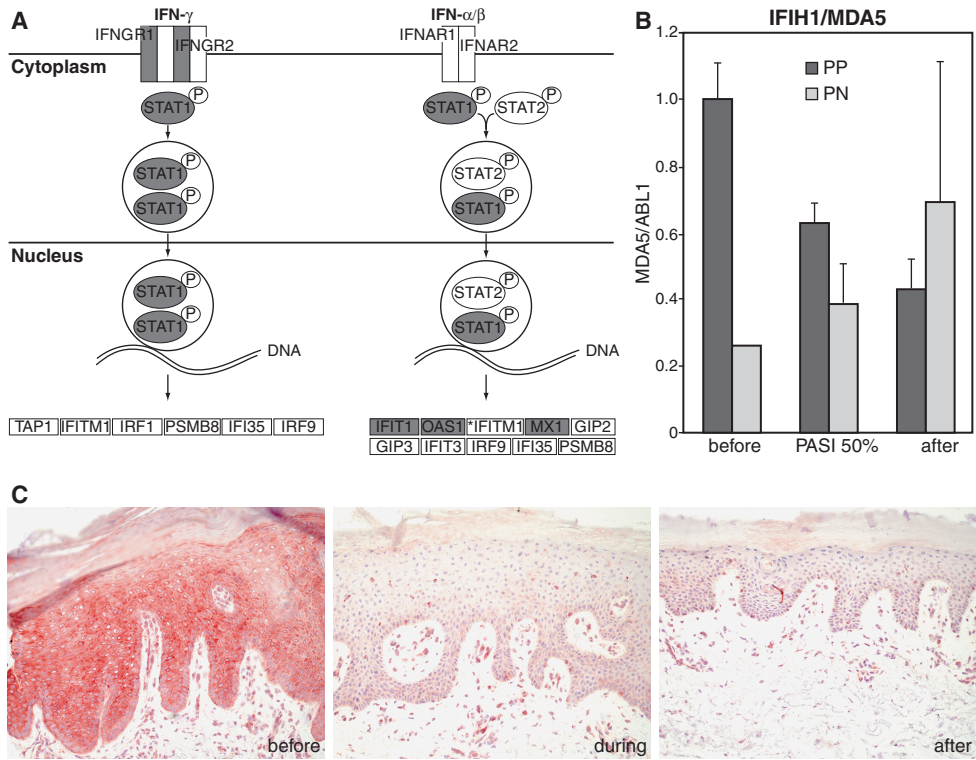 A
IFN-γ
IFNGR1
IFNGR2
Cytoplasm
STAT1
P
STAT1
P
STAT1
P
Nucleus
STAT1
P
STAT1
P
DNA
TAP1 IFITM1 IRF1 PSMB8 IFI35 IRF9
IFN-α/β
IFNAR1
IFNAR2
STAT1
P
STAT2
P
STAT2
P
STAT1
P
STAT2
P
STAT1
P
DNA
IFIT1 OAS1 *IFITM1 MX1 GIP2
GIP3 IFIT3 IRF9 IFI35 PSMB8
B
IFIH1/MDA5
MDA5/ABL1
1.2
1.0
0.8
0.6
0.4
0.2
0
PP
PN
before PASI 50% after
C
before
during
after